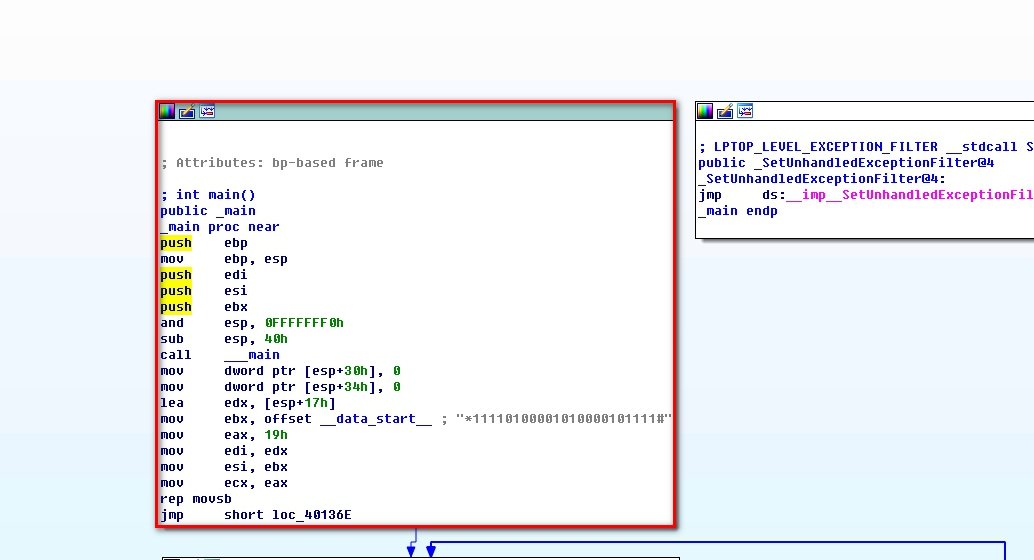 ; Attributes: bp-based frame
; int main()
public _main
_main proc near
push ebp
mov ebp, esp
push edi
push esi
push ebx
and esp, 0FFFFFFF0h
sub esp, 40h
call ___main
mov dword ptr [esp+30h], 0
mov dword ptr [esp+34h], 0
lea edx, [esp+17h]
mov ebx, offset __data_start__ ; "*11110100001010000101111#"
mov eax, 19h
mov edi, edx
mov esi, ebx
mov ecx, eax
rep movsb
jmp short loc_40136E
; LPTOP_LEVEL_EXCEPTION_FILTER __stdcall S
public _SetUnhandledExceptionFilter@4
_SetUnhandledExceptionFilter@4:
jmp ds:__imp__SetUnhandledExceptionFil
_main endp